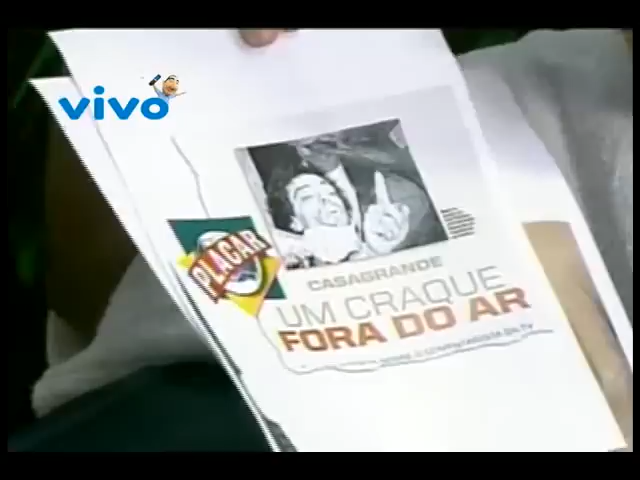 vivo
PLACAR
CASAGRANDE
UM CRAQUE
FORA DO AR